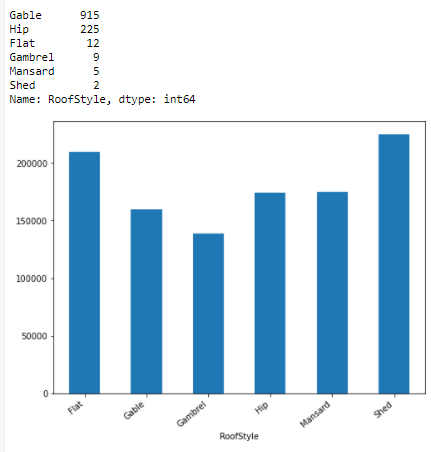 Gable 915
Hip 225
Flat 12
Gambrel 9
Mansard 5
Shed 2
Name: RoofStyle, dtype: int64
200000
150000
100000
50000
0
Flat Gable Gambrel Hip Mansard Shed
RoofStyle